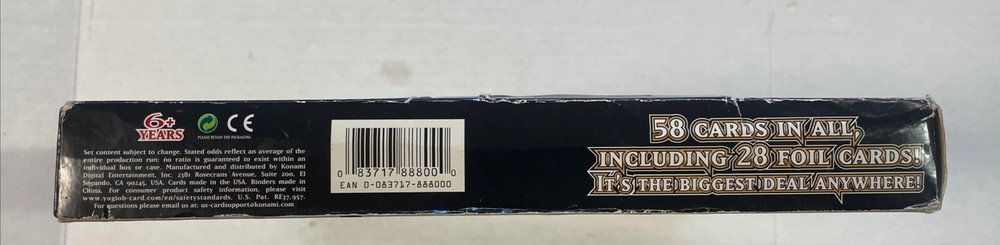 6+
YEARS
PLEASE RETAIN THE PACKAGING
CE
Set content subject to change. Stated odds reflect an average of the
entire production run; no ratio is guaranteed to exist within an
individual box or case. Manufactured and distributed by Konami
Digital Entertainment, Inc. 2381 Rosecrans Avenue, Suite 200, El
Segundo, CA 90245, USA. Cards made in the USA. Binders made in
China. For consumer product safety information, please visit
www.yugioh-card.com/en/safetystandards. U.S. Pat. RE37,957.
For questions please email us at: us-cardsupport@konami.com
0 83717 88800 0
EAN 0-083717-888000
58 CARDS IN ALL,
INCLUDING 28 FOIL CARDS!
IT'S THE BIGGEST DEAL ANYWHERE!